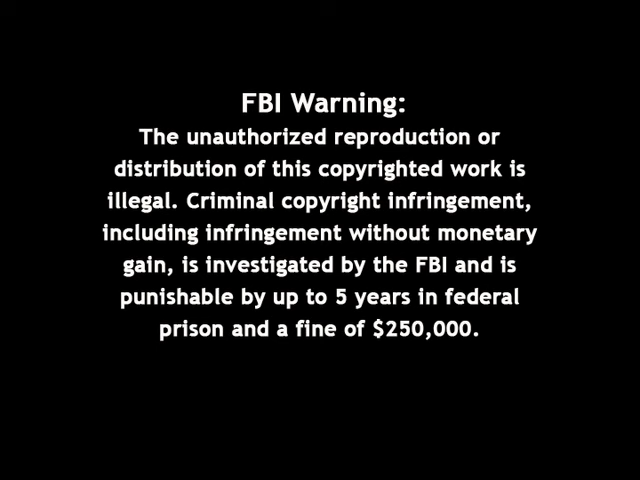 FBI Warning:
The unauthorized reproduction or
distribution of this copyrighted work is
illegal. Criminal copyright infringement,
including infringement without monetary
gain, is investigated by the FBI and is
punishable by up to 5 years in federal
prison and a fine of $250,000.